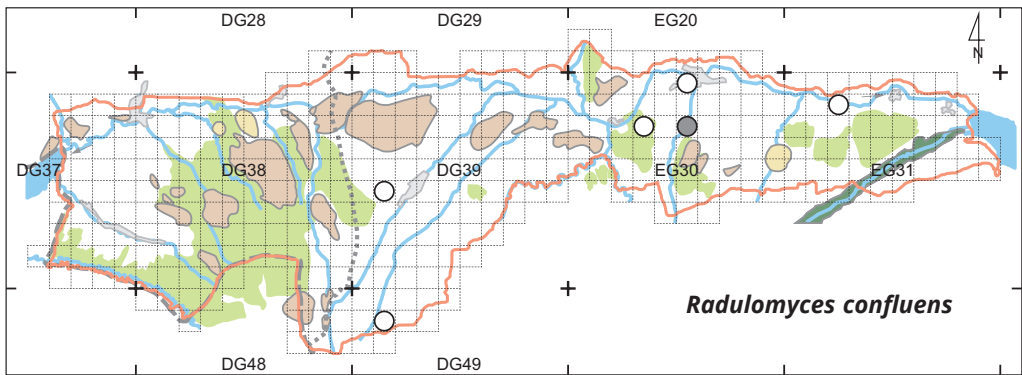 DG28
DG29
EG20
N
DG37
DG38
DG39
EG30
EG31
Radulomyces confluens
DG48
DG49